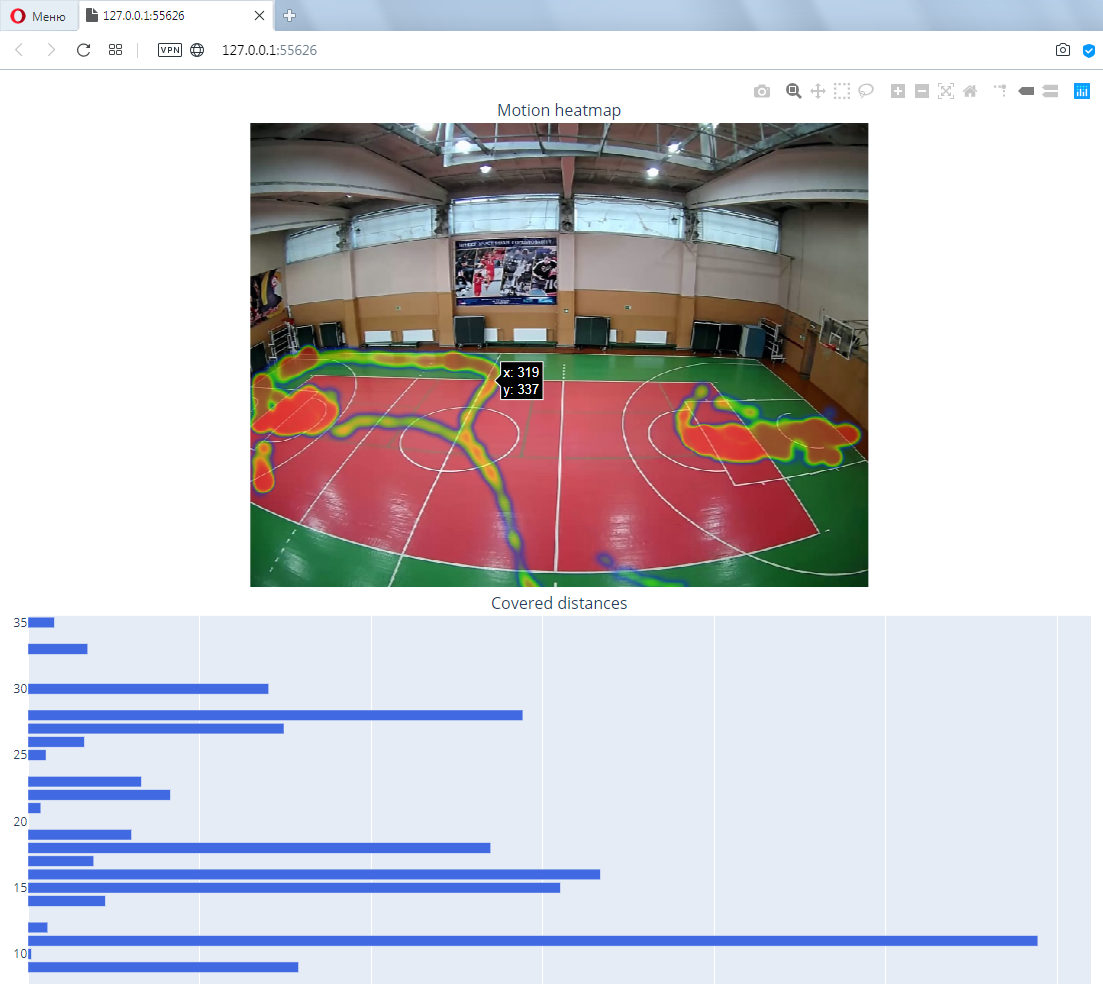 Меню
127.0.0.1:55626
VPN
127.0.0.1:55626
Motion heatmap
x: 319
y: 337
Covered distances
35
30
25
20
15
10